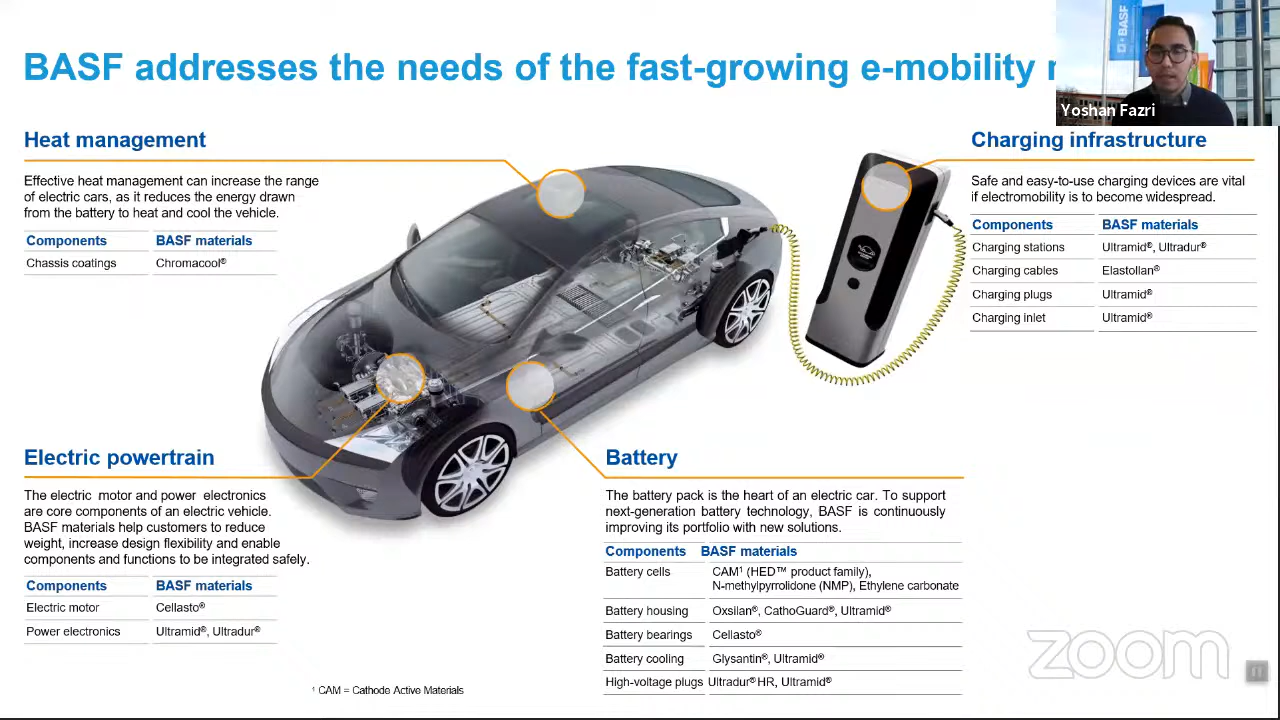 BASF addresses the needs of the fast-growing e-mobility
BASF
Yoshan Fazri
Heat management
Effective heat management can increase the range
of electric cars, as it reduces the energy drawn
from the battery to heat and cool the vehicle.
Components BASF materials
Chassis coatings Chromacool®
Charging infrastructure
Safe and easy-to-use charging devices are vital
if electromobility is to become widespread.
Components BASF materials
Charging stations Ultramid®, Ultradur®
Charging cables Elastollan®
Charging plugs Ultramid®
Charging inlet Ultramid®
Electric powertrain
The electric motor and power electronics
are core components of an electric vehicle.
BASF materials help customers to reduce
weight, increase design flexibility and enable
components and functions to be integrated safely.
Components BASF materials
Electric motor Cellasto®
Power electronics Ultramid®, Ultradur®
Battery
The battery pack is the heart of an electric car. To support
next-generation battery technology, BASF is continuously
improving its portfolio with new solutions.
Components BASF materials
Battery cells CAM¹ (HED™ product family),
N-methylpyrrolidone (NMP), Ethylene carbonate
Battery housing Oxsilan®, CathoGuard®, Ultramid®
Battery bearings Cellasto®
Battery cooling Glysantin®, Ultramid®
High-voltage plugs Ultradur® HR, Ultramid®
¹ CAM = Cathode Active Materials
zoom